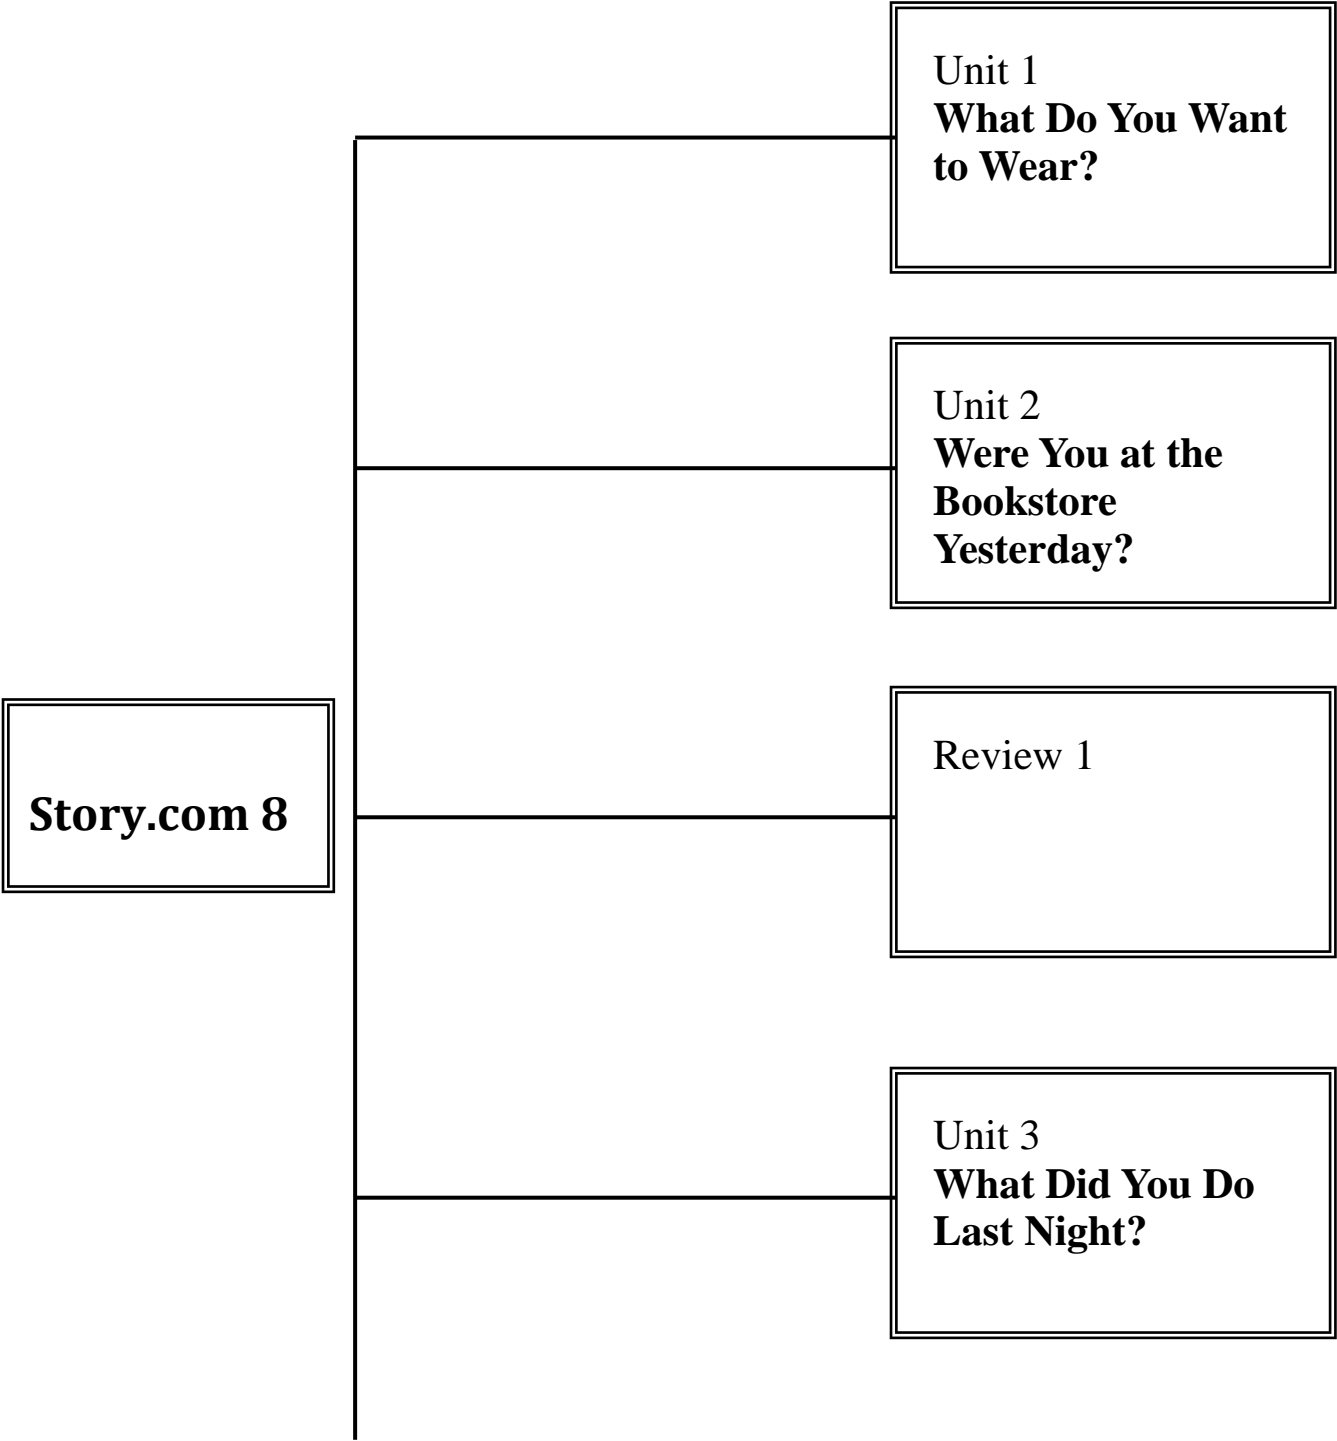 Unit 1
What Do You Want
to Wear?
Unit 2
Were You at the
Bookstore
Yesterday?
Review 1
Story.com 8
Unit 3
What Did You Do
Last Night?